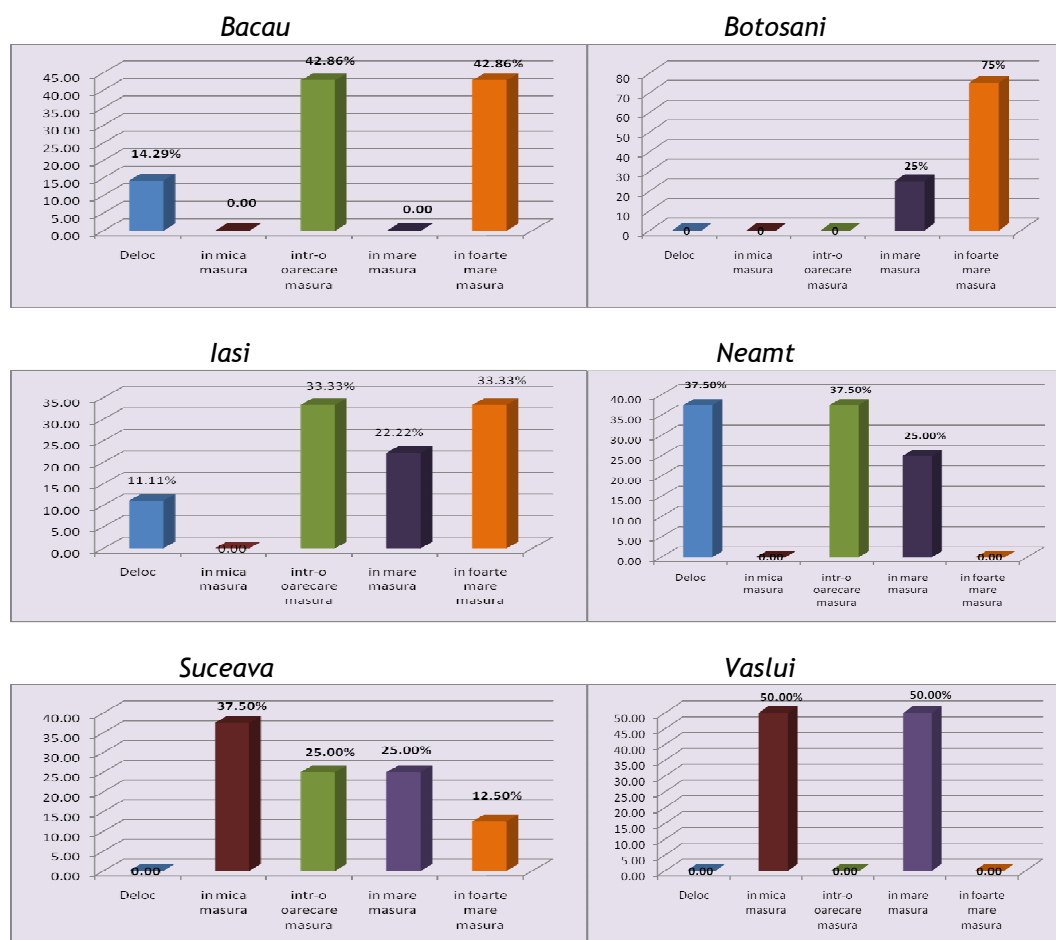 Bacau
45.00
40.00
35.00
30.00
25.00
20.00
15.00
10.00
5.00
0.00
14.29%
0.00
42.86%
0.00
42.86%
Deloc
in mica masura
intr-o oarecare masura
in mare masura
in foarte mare masura
Botosani
80
70
60
50
40
30
20
10
0
0
0
0
25%
75%
Deloc
in mica masura
intr-o oarecare masura
in mare masura
in foarte mare masura
Iasi
35.00
30.00
25.00
20.00
15.00
10.00
5.00
0.00
11.11%
0.00
33.33%
22.22%
33.33%
Deloc
in mica masura
intr-o oarecare masura
in mare masura
in foarte mare masura
Neamt
40.00
35.00
30.00
25.00
20.00
15.00
10.00
5.00
0.00
37.50%
0.00
37.50%
25.00%
0.00
Deloc
in mica masura
intr-o oarecare masura
in mare masura
in foarte mare masura
Suceava
40.00
35.00
30.00
25.00
20.00
15.00
10.00
5.00
0.00
0.00
37.50%
25.00%
25.00%
12.50%
Deloc
in mica masura
intr-o oarecare masura
in mare masura
in foarte mare masura
Vaslui
50.00
45.00
40.00
35.00
30.00
25.00
20.00
15.00
10.00
5.00
0.00
0.00
50.00%
0.00
50.00%
0.00
Deloc
in mica masura
intr-o oarecare masura
in mare masura
in foarte mare masura